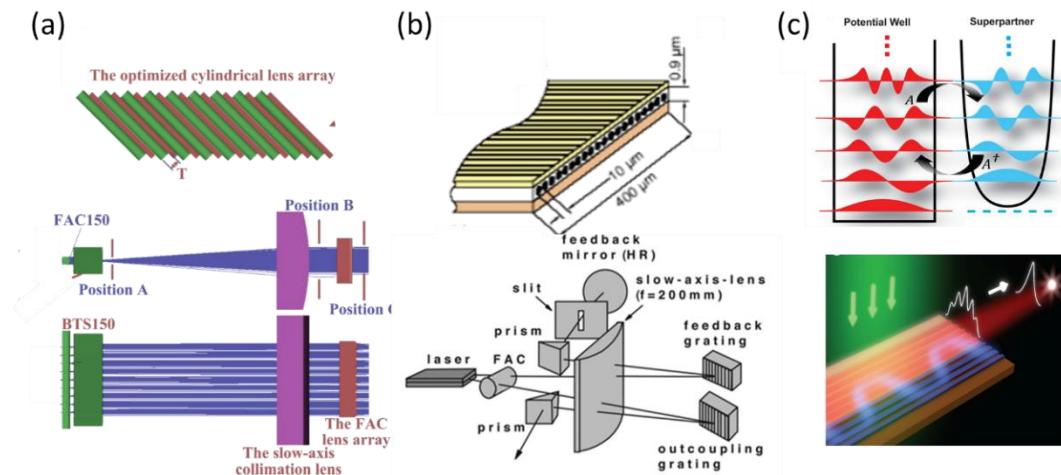 (a)
The optimized cylindrical lens array
T
FAC150
Position A
Position B
Position C
BTS150
The slow-axis
collimation lens
The FAC
lens array
(b)
0.9 µm
10 µm
400 µm
feedback
mirror (HR)
slit
slow-axis-lens
(f=200mm)
prism
feedback
grating
laser
FAC
prism
outcoupling
grating
(c)
Potential Well
Superpartner
A
A†